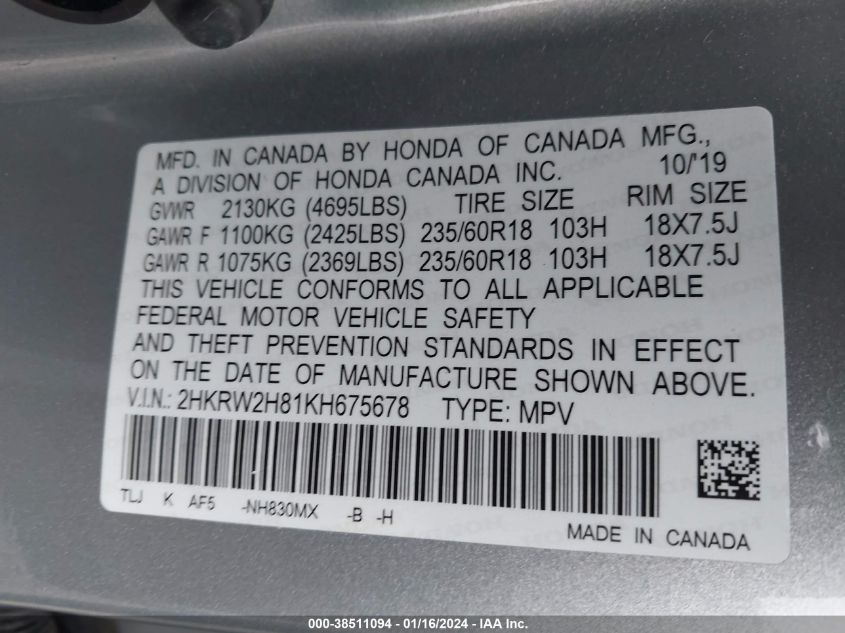 MFD. IN CANADA BY HONDA OF CANADA MFG.,
A DIVISION OF HONDA CANADA INC. 10/'19
GVWR 2130KG (4695LBS) TIRE SIZE RIM SIZE
GAWR F 1100KG (2425LBS) 235/60R18 103H 18X7.5J
GAWR R 1075KG (2369LBS) 235/60R18 103H 18X7.5J
THIS VEHICLE CONFORMS TO ALL APPLICABLE
FEDERAL MOTOR VEHICLE SAFETY
AND THEFT PREVENTION STANDARDS IN EFFECT
ON THE DATE OF MANUFACTURE SHOWN ABOVE.
V.I.N.: 2HKRW2H81KH675678 TYPE: MPV
TLJ K AF5 -NH830MX -B -H
MADE IN CANADA
000-38511094 - 01/16/2024 - IAA Inc.